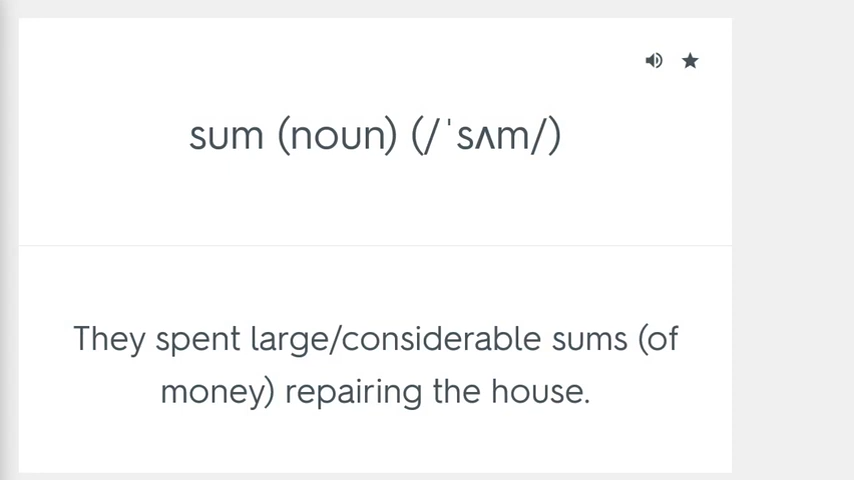 sum (noun) (/ˈsʌm/)
They spent large/considerable sums (of
money) repairing the house.